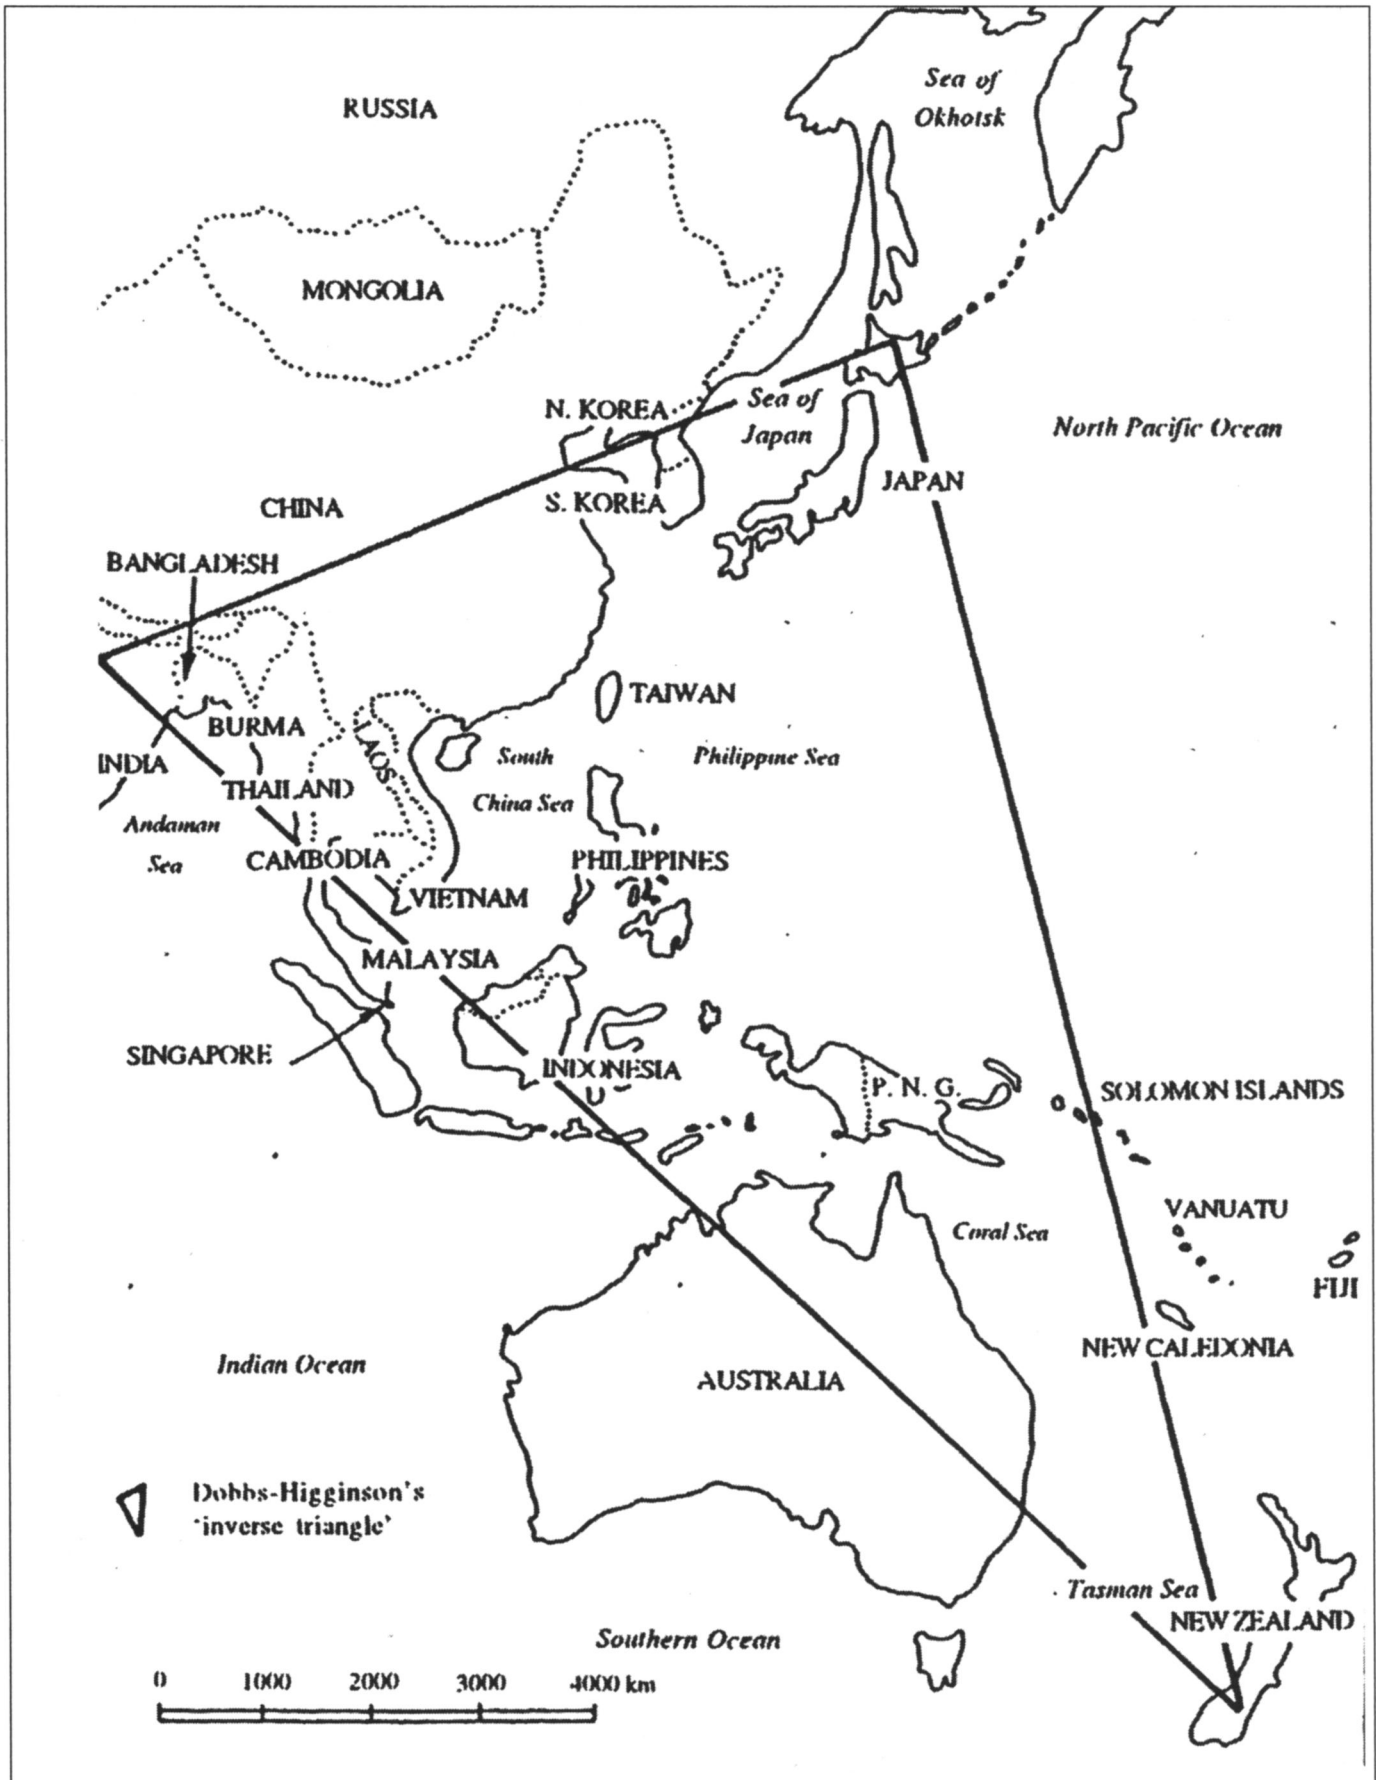 RUSSIA
Sea of
Okhotsk
MONGOLIA
N. KOREA
Sea of
Japan
North Pacific Ocean
JAPAN
CHINA
S. KOREA
BANGLADESH
TAIWAN
BURMA
LAOS
South
China Sea
Philippine Sea
INDIA
THAILAND
Andaman
Sea
CAMBODIA
PHILIPPINES
VIETNAM
MALAYSIA
SINGAPORE
INDONESIA
P. N. G.
SOLOMON ISLANDS
VANUATU
Coral Sea
FIJI
NEW CALEDONIA
Indian Ocean
AUSTRALIA
Dobbs-Higginson's
'inverse triangle'
Tasman Sea
NEW ZEALAND
Southern Ocean
0 1000 2000 3000 4000 km